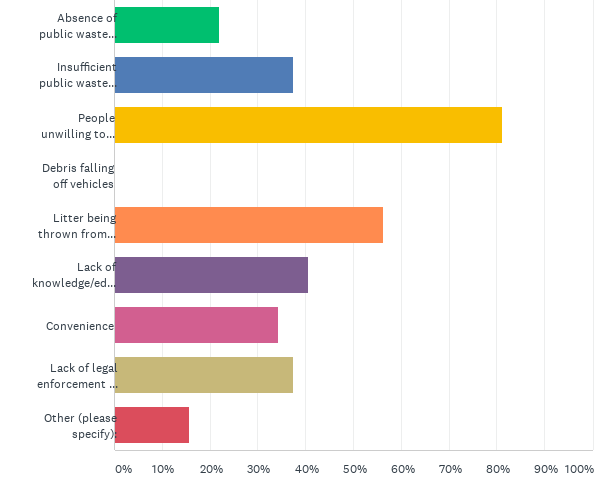 Absence of
public waste...
Insufficient
public waste...
People
unwilling to...
Debris falling
off vehicles
Litter being
thrown from...
Lack of
knowledge/ed...
Convenience
Lack of legal
enforcement ...
Other (please
specify):
0% 10% 20% 30% 40% 50% 60% 70% 80% 90% 100%